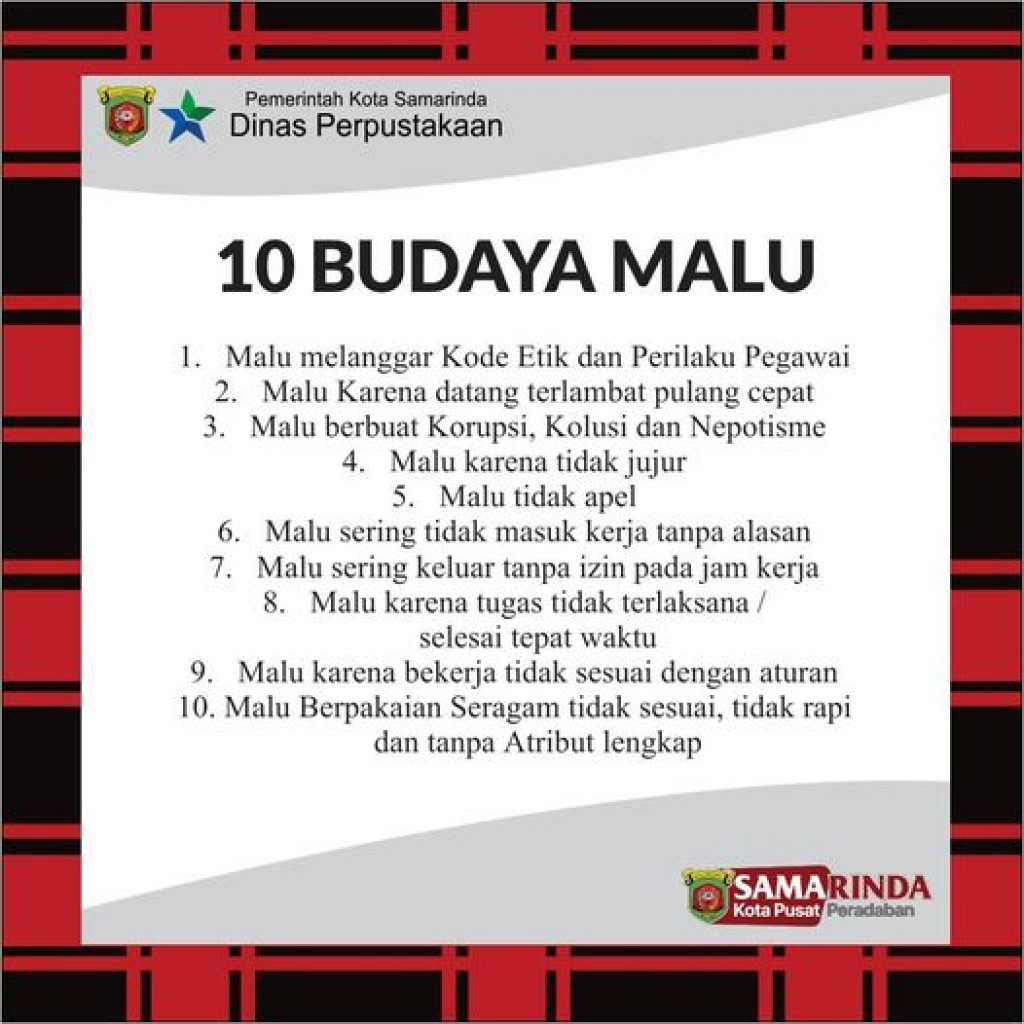 Pemerintah Kota Samarinda
Dinas Perpustakaan
10 BUDAYA MALU
1. Malu melanggar Kode Etik dan Perilaku Pegawai
2. Malu Karena datang terlambat pulang cepat
3. Malu berbuat Korupsi, Kolusi dan Nepotisme
4. Malu karena tidak jujur
5. Malu tidak apel
6. Malu sering tidak masuk kerja tanpa alasan
7. Malu sering keluar tanpa izin pada jam kerja
8. Malu karena tugas tidak terlaksana /
selesai tepat waktu
9. Malu karena bekerja tidak sesuai dengan aturan
10. Malu Berpakaian Seragam tidak sesuai, tidak rapi
dan tanpa Atribut lengkap
SAMARINDA
Kota Pusat Peradaban